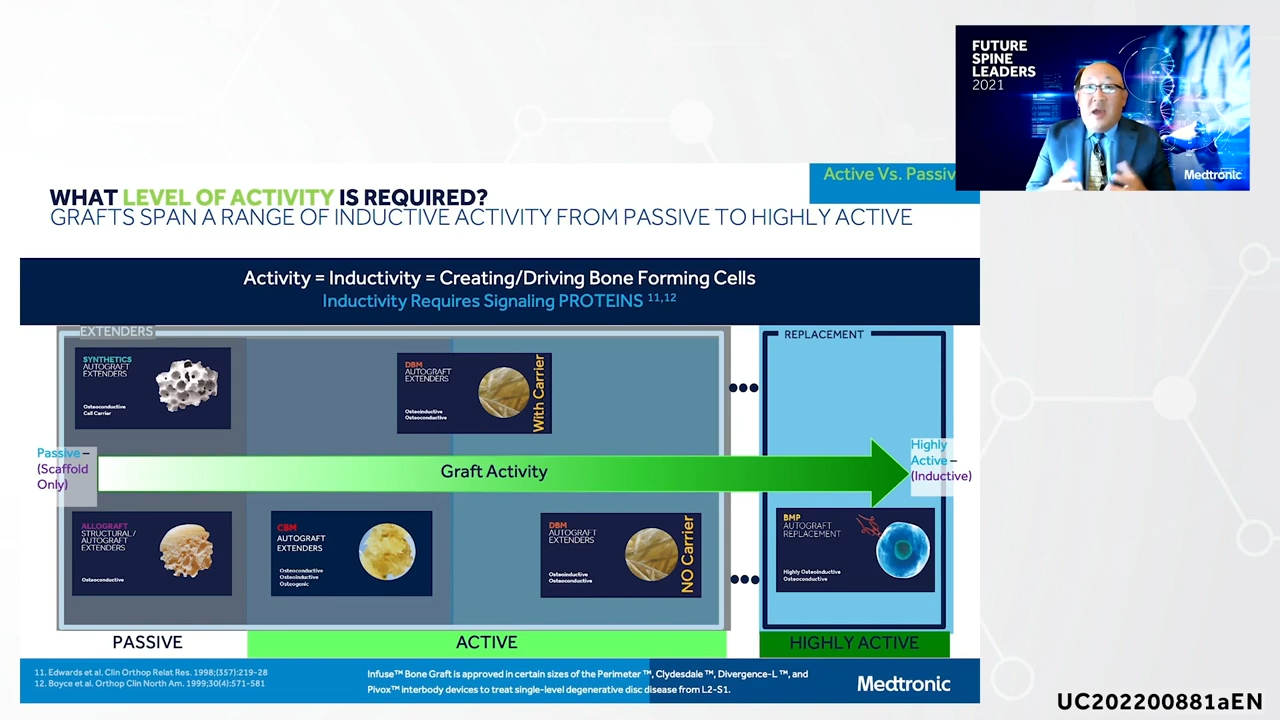 FUTURE
SPINE
LEADERS
2021
Medtronic
Active Vs. Passiv
WHAT LEVEL OF ACTIVITY IS REQUIRED?
GRAFTS SPAN A RANGE OF INDUCTIVE ACTIVITY FROM PASSIVE TO HIGHLY ACTIVE
Activity = Inductivity = Creating/Driving Bone Forming Cells
Inductivity Requires Signaling PROTEINS 11,12
EXTENDERS
REPLACEMENT
SYNTHETICS
AUTOGRAFT
EXTENDERS
Osteoconductive
Cell Carrier
DBM
AUTOGRAFT
EXTENDERS
Osteoinductive
Osteoconductive
With Carrier
Passive –
(Scaffold
Only)
Graft Activity
Highly
Active –
(Inductive)
ALLOGRAFT
STRUCTURAL/
AUTOGRAFT
EXTENDERS
Osteoconductive
CBM
AUTOGRAFT
EXTENDERS
Osteoconductive
Osteoinductive
Osteogenic
DBM
AUTOGRAFT
EXTENDERS
Osteoinductive
Osteoconductive
NO Carrier
BMP
AUTOGRAFT
REPLACEMENT
Highly Osteoinductive
Osteoconductive
PASSIVE
ACTIVE
HIGHLY ACTIVE
11. Edwards et al. Clin Orthop Relat Res. 1998;(357):219-28
12. Boyce et al. Orthop Clin North Am. 1999;30(4):571-581
Infuse™ Bone Graft is approved in certain sizes of the Perimeter ™, Clydesdale ™, Divergence-L ™, and
Pivox™ interbody devices to treat single-level degenerative disc disease from L2-S1.
Medtronic
UC202200881aEN